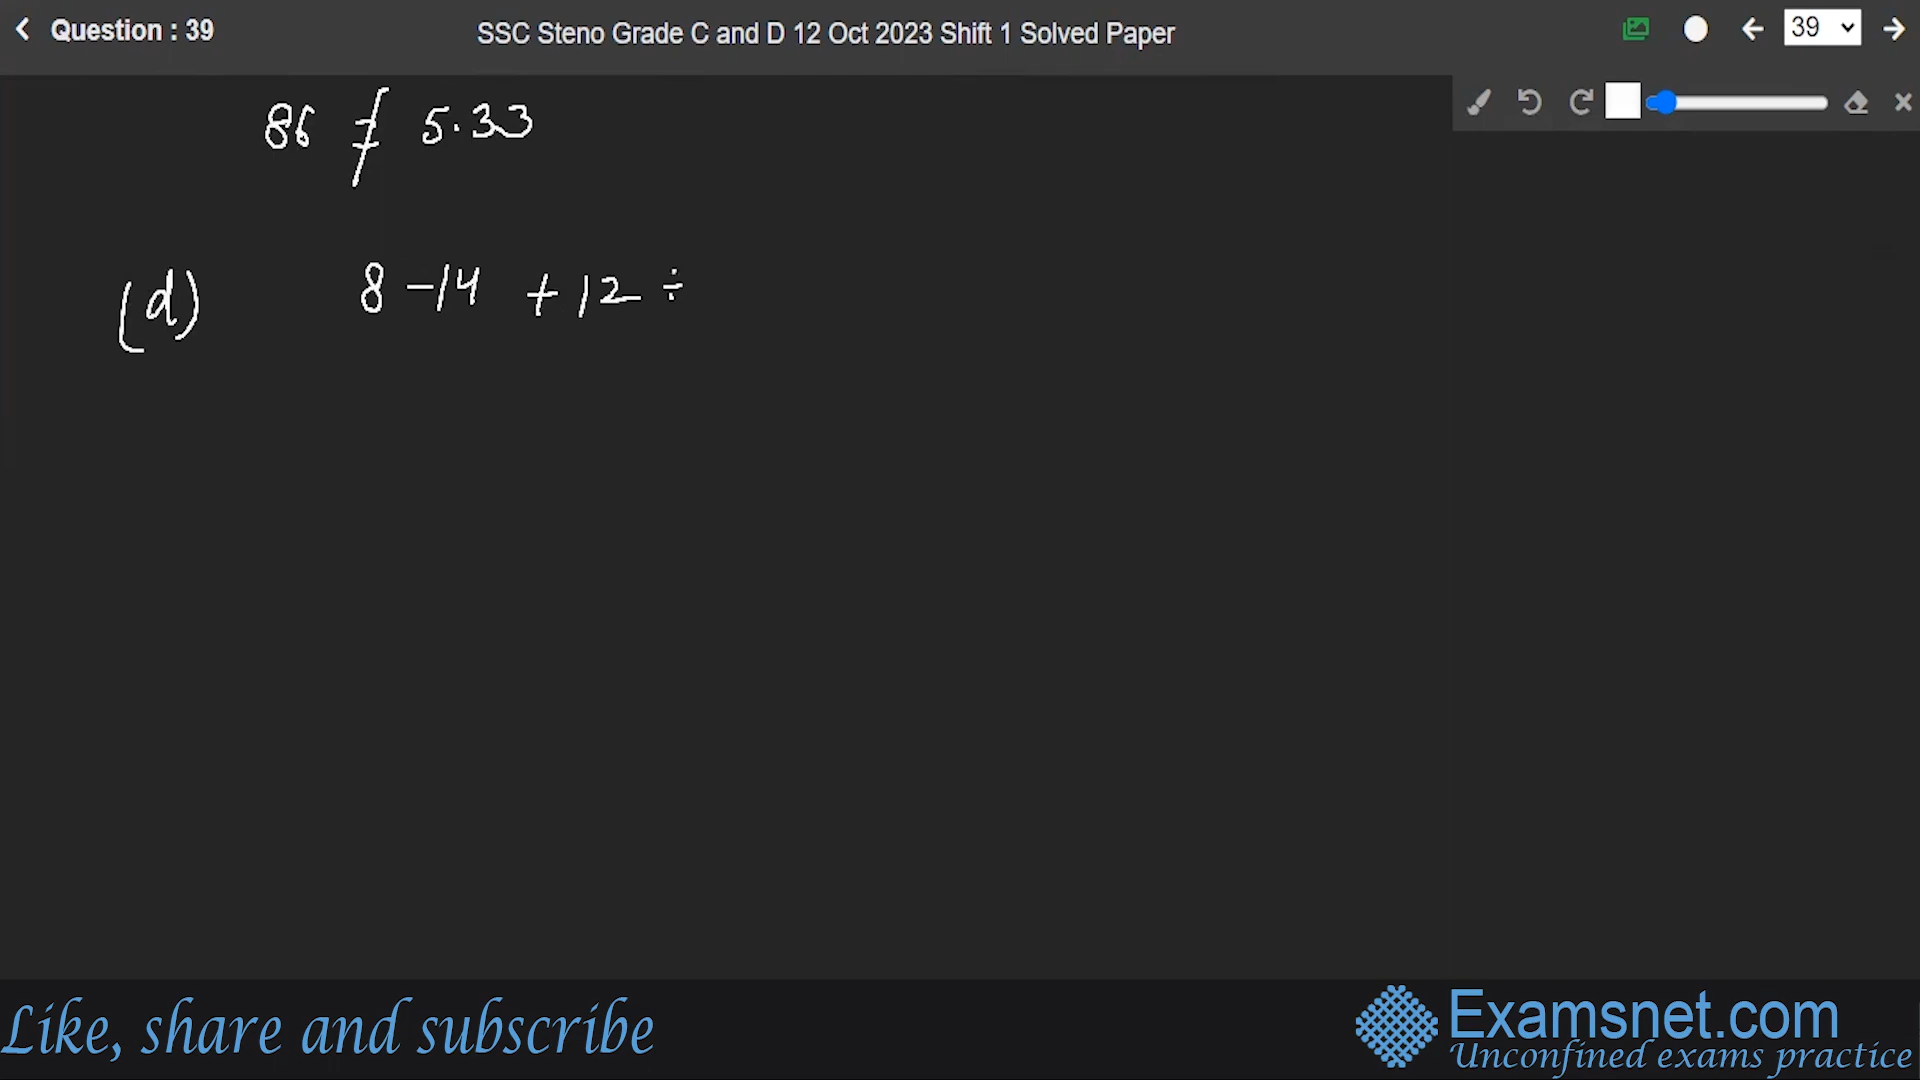 Question : 39
SSC Steno Grade C and D 12 Oct 2023 Shift 1 Solved Paper
39
86 ≠ 5.33
(d) 8 - 14 + 12 ÷
Like, share and subscribe
Examsnet.com
Unconfined exams practice